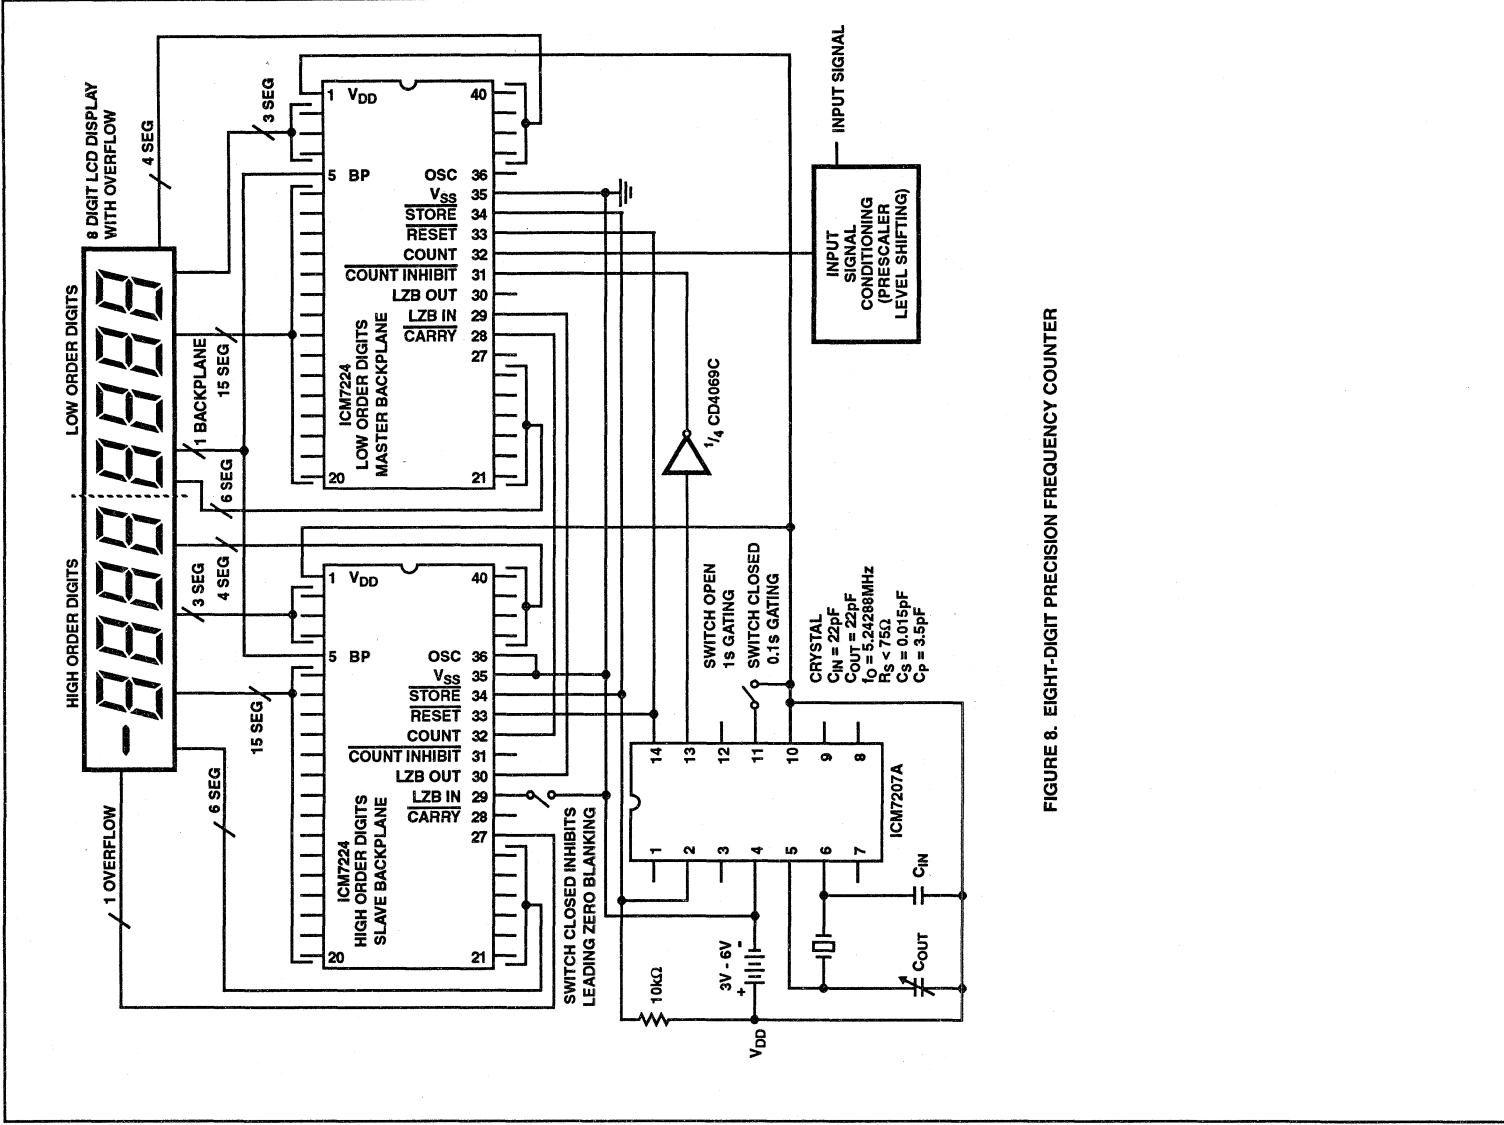 8 DIGIT LCD DISPLAY
WITH OVERFLOW
LOW ORDER DIGITS
HIGH ORDER DIGITS
4 SEG
3 SEG
1 BACKPLANE
15 SEG
6 SEG
4 SEG
3 SEG
15 SEG
6 SEG
1 OVERFLOW
1 VDD
5 BP
20
40
OSC 36
VSS 35
STORE 34
RESET 33
COUNT 32
COUNT INHIBIT 31
LZB OUT 30
LZB IN 29
CARRY 28
27
21
ICM7224
LOW ORDER DIGITS
MASTER BACKPLANE
1 VDD
5 BP
20
40
OSC 36
VSS 35
STORE 34
RESET 33
COUNT 32
COUNT INHIBIT 31
LZB OUT 30
LZB IN 29
CARRY 28
27
21
ICM7224
HIGH ORDER DIGITS
SLAVE BACKPLANE
SWITCH CLOSED INHIBITS
LEADING ZERO BLANKING
INPUT SIGNAL
INPUT
SIGNAL
CONDITIONING
(PRESCALER
LEVEL SHIFTING)
1/4 CD4069C
SWITCH OPEN
1s GATING
SWITCH CLOSED
0.1s GATING
CRYSTAL
CIN = 22pF
COUT = 22pF
fO = 5.24288MHz
RS < 75Ω
CS = 0.015pF
CP = 3.5pF
14
13
12
11
10
9
8
1
2
3
4
5
6
7
ICM7207A
10kΩ
3V - 6V
+
-
VDD
COUT
CIN
FIGURE 8. EIGHT-DIGIT PRECISION FREQUENCY COUNTER